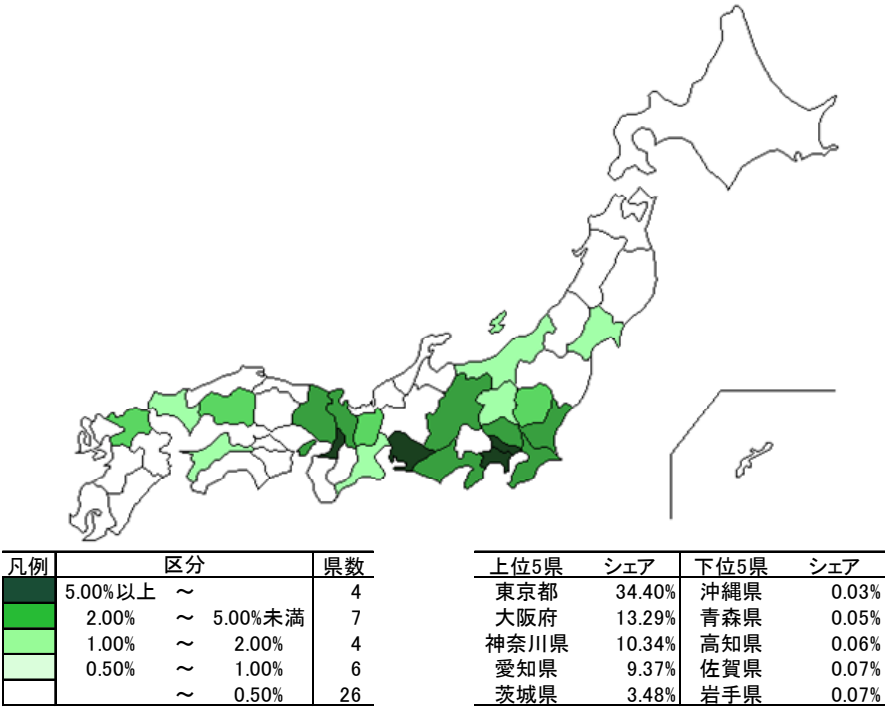 凡例 区分 県数
5.00%以上 ～ 4
2.00% ～ 5.00%未満 7
1.00% ～ 2.00% 4
0.50% ～ 1.00% 6
～ 0.50% 26
上位5県 シェア 下位5県 シェア
東京都 34.40% 沖縄県 0.03%
大阪府 13.29% 青森県 0.05%
神奈川県 10.34% 高知県 0.06%
愛知県 9.37% 佐賀県 0.07%
茨城県 3.48% 岩手県 0.07%